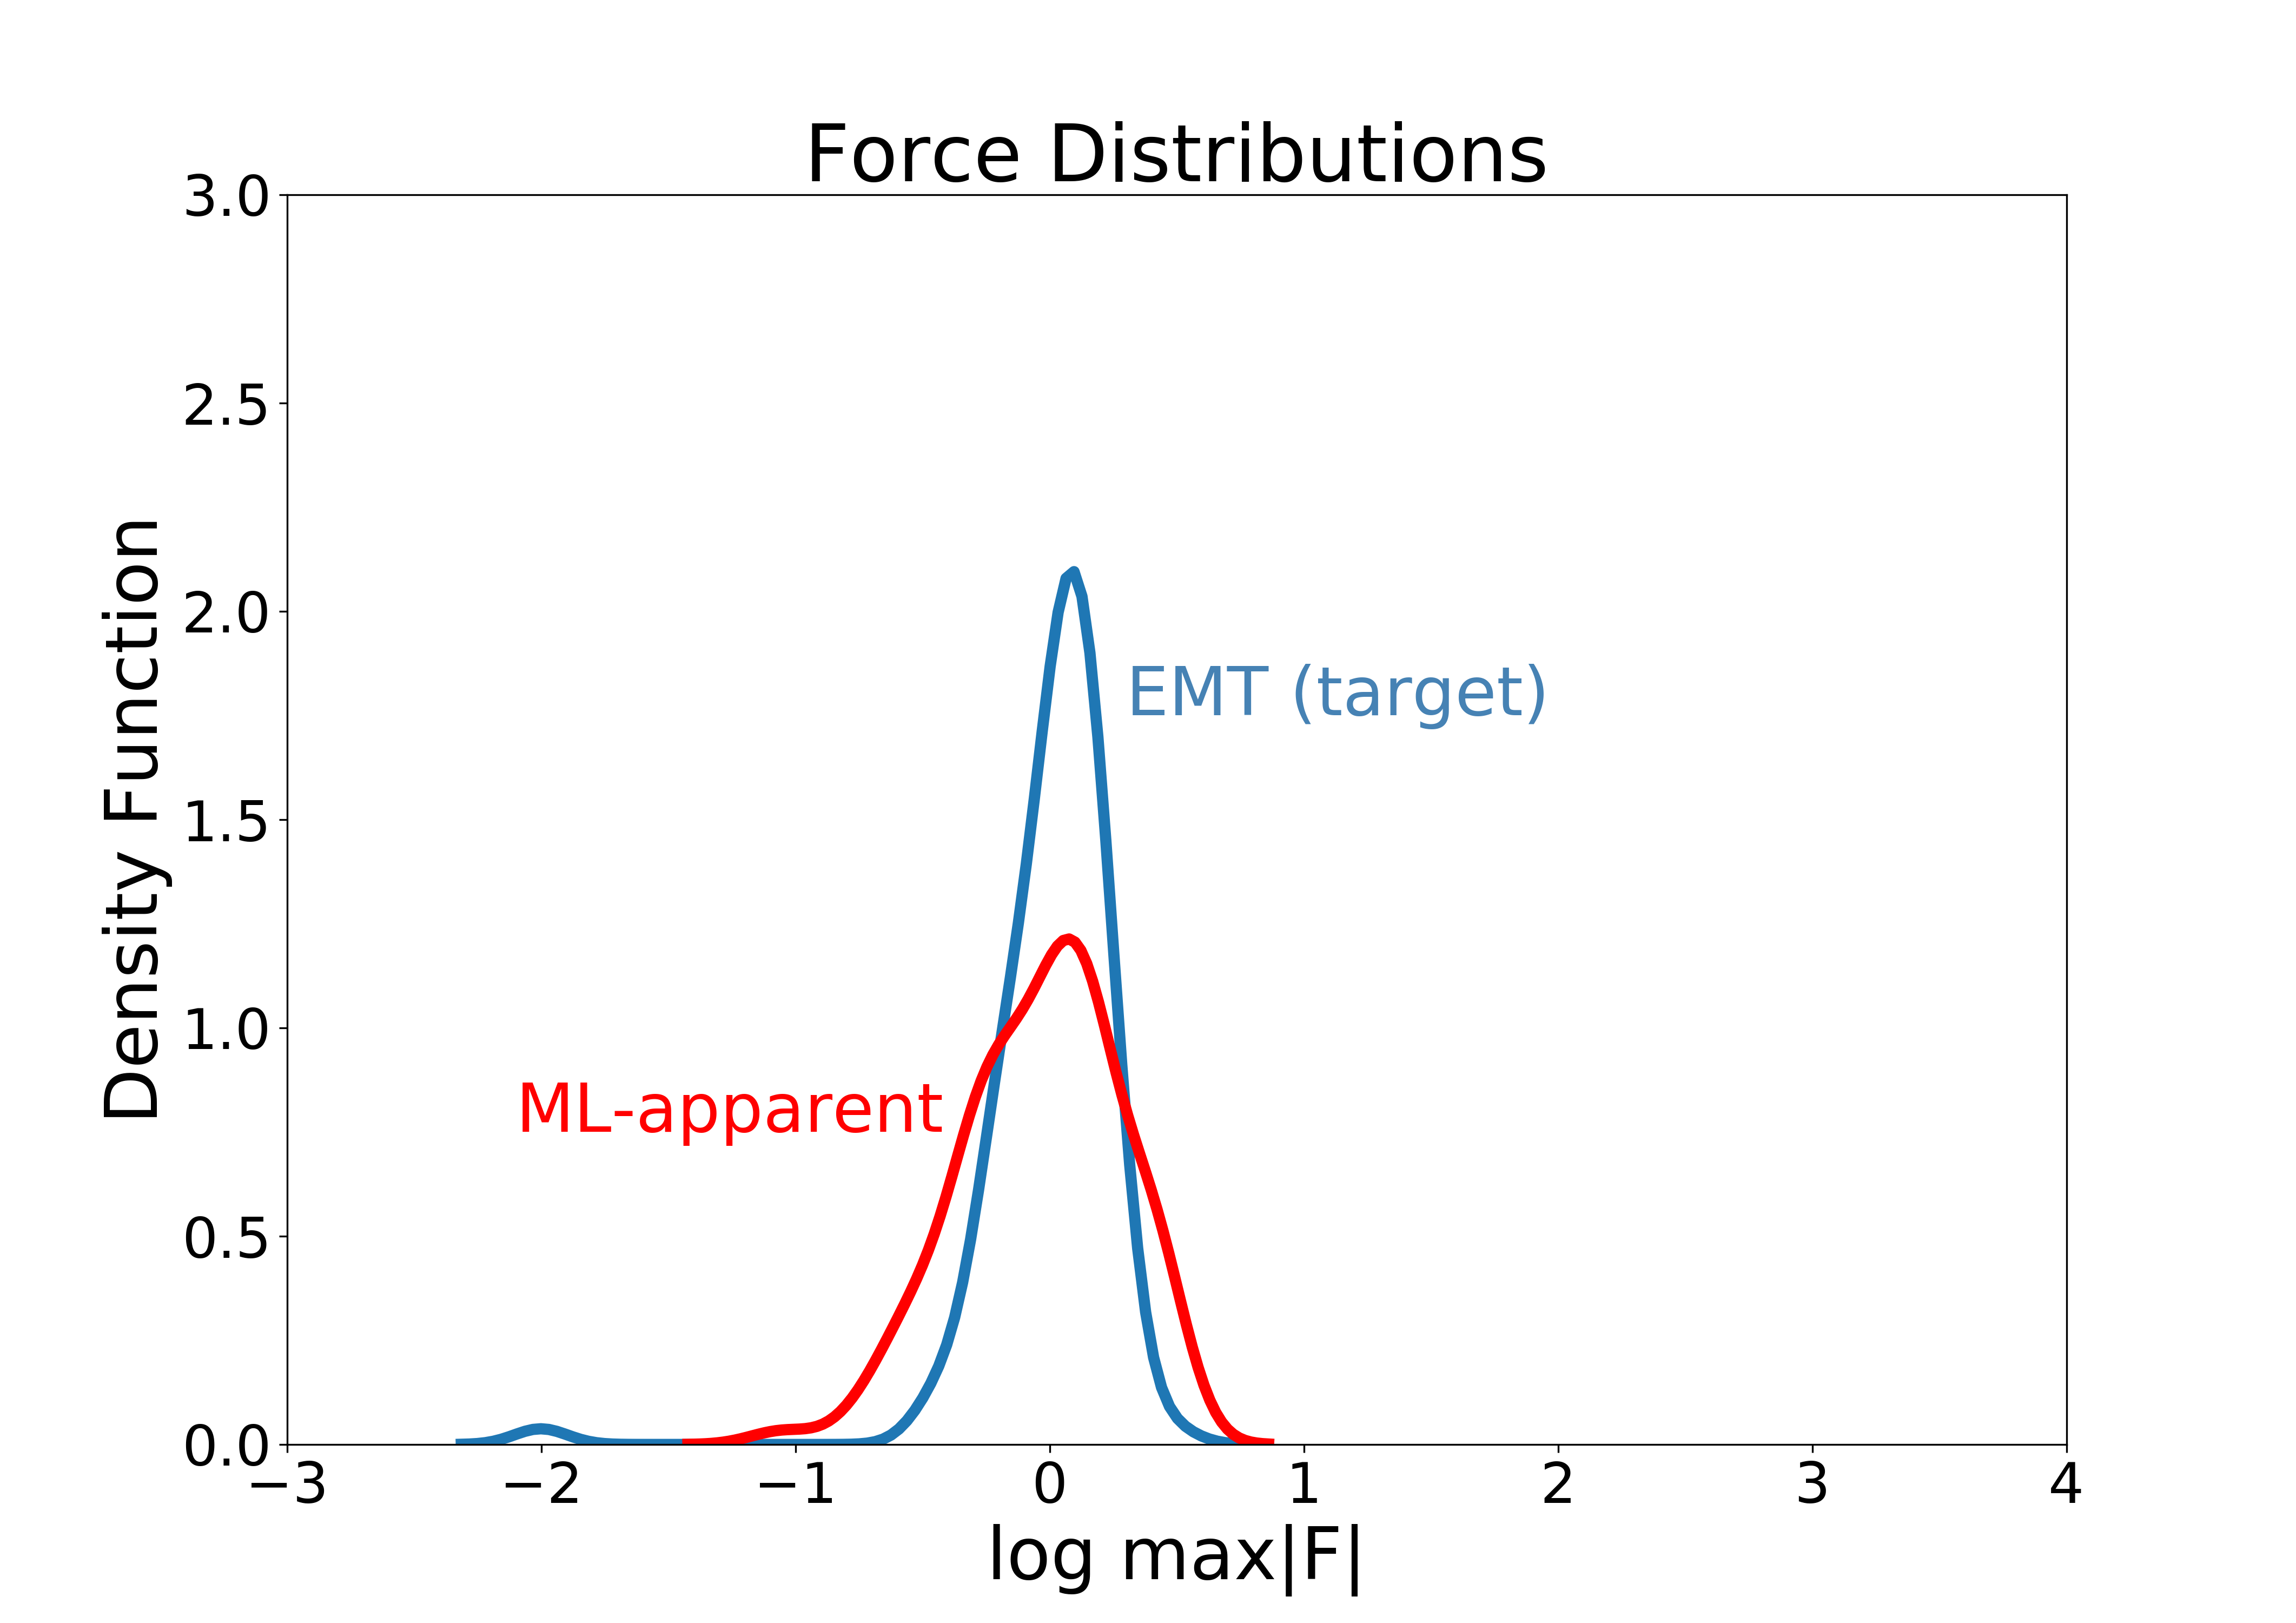 Force Distributions
3.0
2.5
2.0
1.5
1.0
0.5
0.0
Density Function
EMT (target)
ML-apparent
−3 −2 −1 0 1 2 3 4
log max|F|